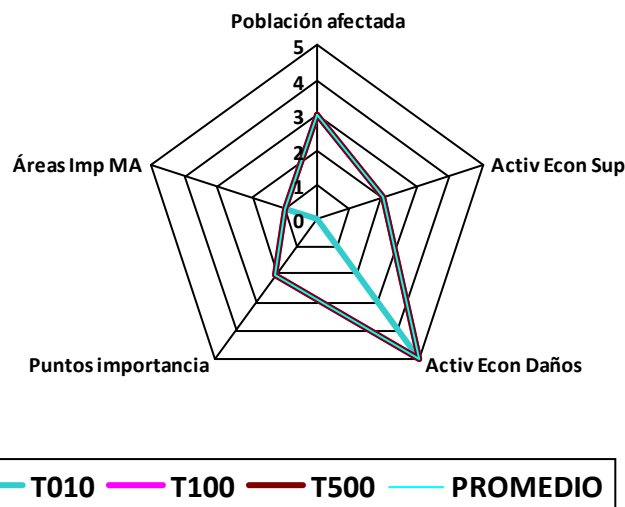 Población afectada
5
4
3
2
1
0
Áreas Imp MA
Activ Econ Sup
Puntos importancia
Activ Econ Daños
T010 T100 T500 PROMEDIO